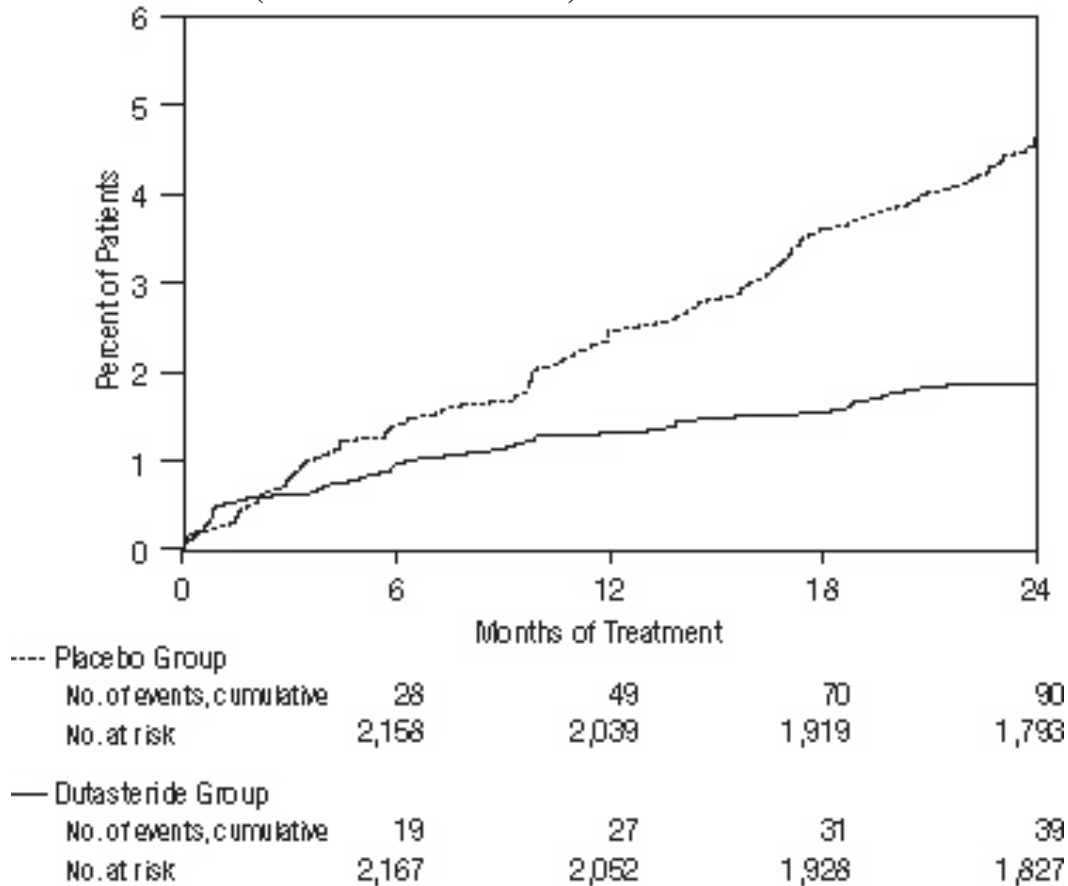 6
5
4
3
2
1
0
Percent of Patients
0 6 12 18 24
Months of Treatment
---- Placebo Group
No. of events, cumulative 28 49 70 90
No. at risk 2,158 2,039 1,919 1,793
— Dutasteride Group
No. of events, cumulative 19 27 31 39
No. at risk 2,167 2,052 1,928 1,827